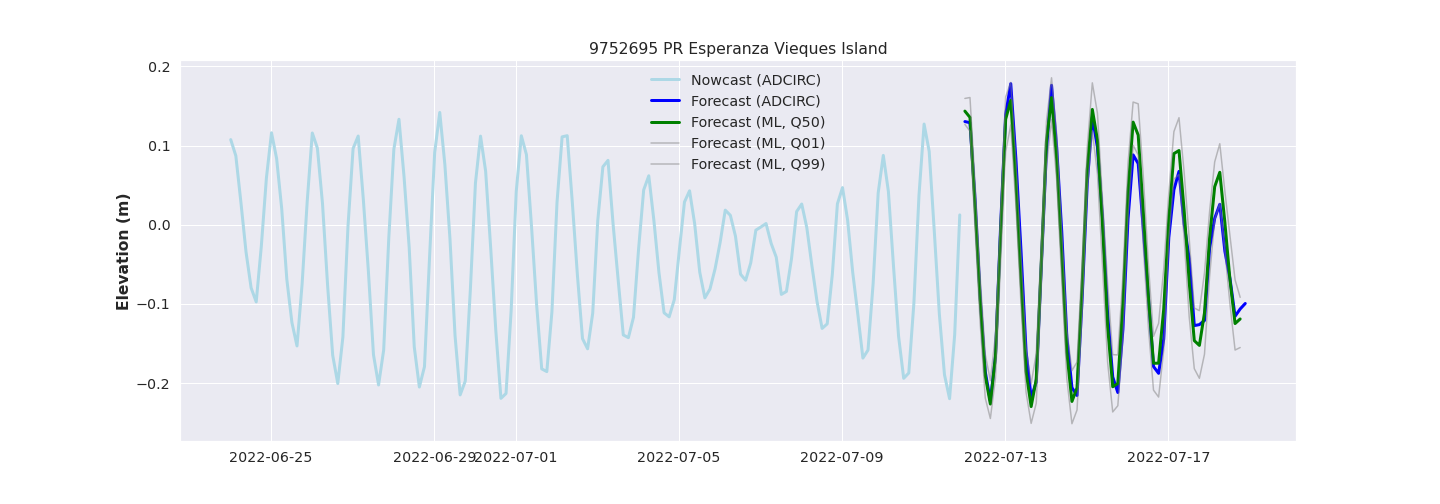 9752695 PR Esperanza Vieques Island
Elevation (m)
0.2
0.1
0.0
−0.1
−0.2
Nowcast (ADCIRC)
Forecast (ADCIRC)
Forecast (ML, Q50)
Forecast (ML, Q01)
Forecast (ML, Q99)
2022-06-25 2022-06-29 2022-07-01 2022-07-05 2022-07-09 2022-07-13 2022-07-17